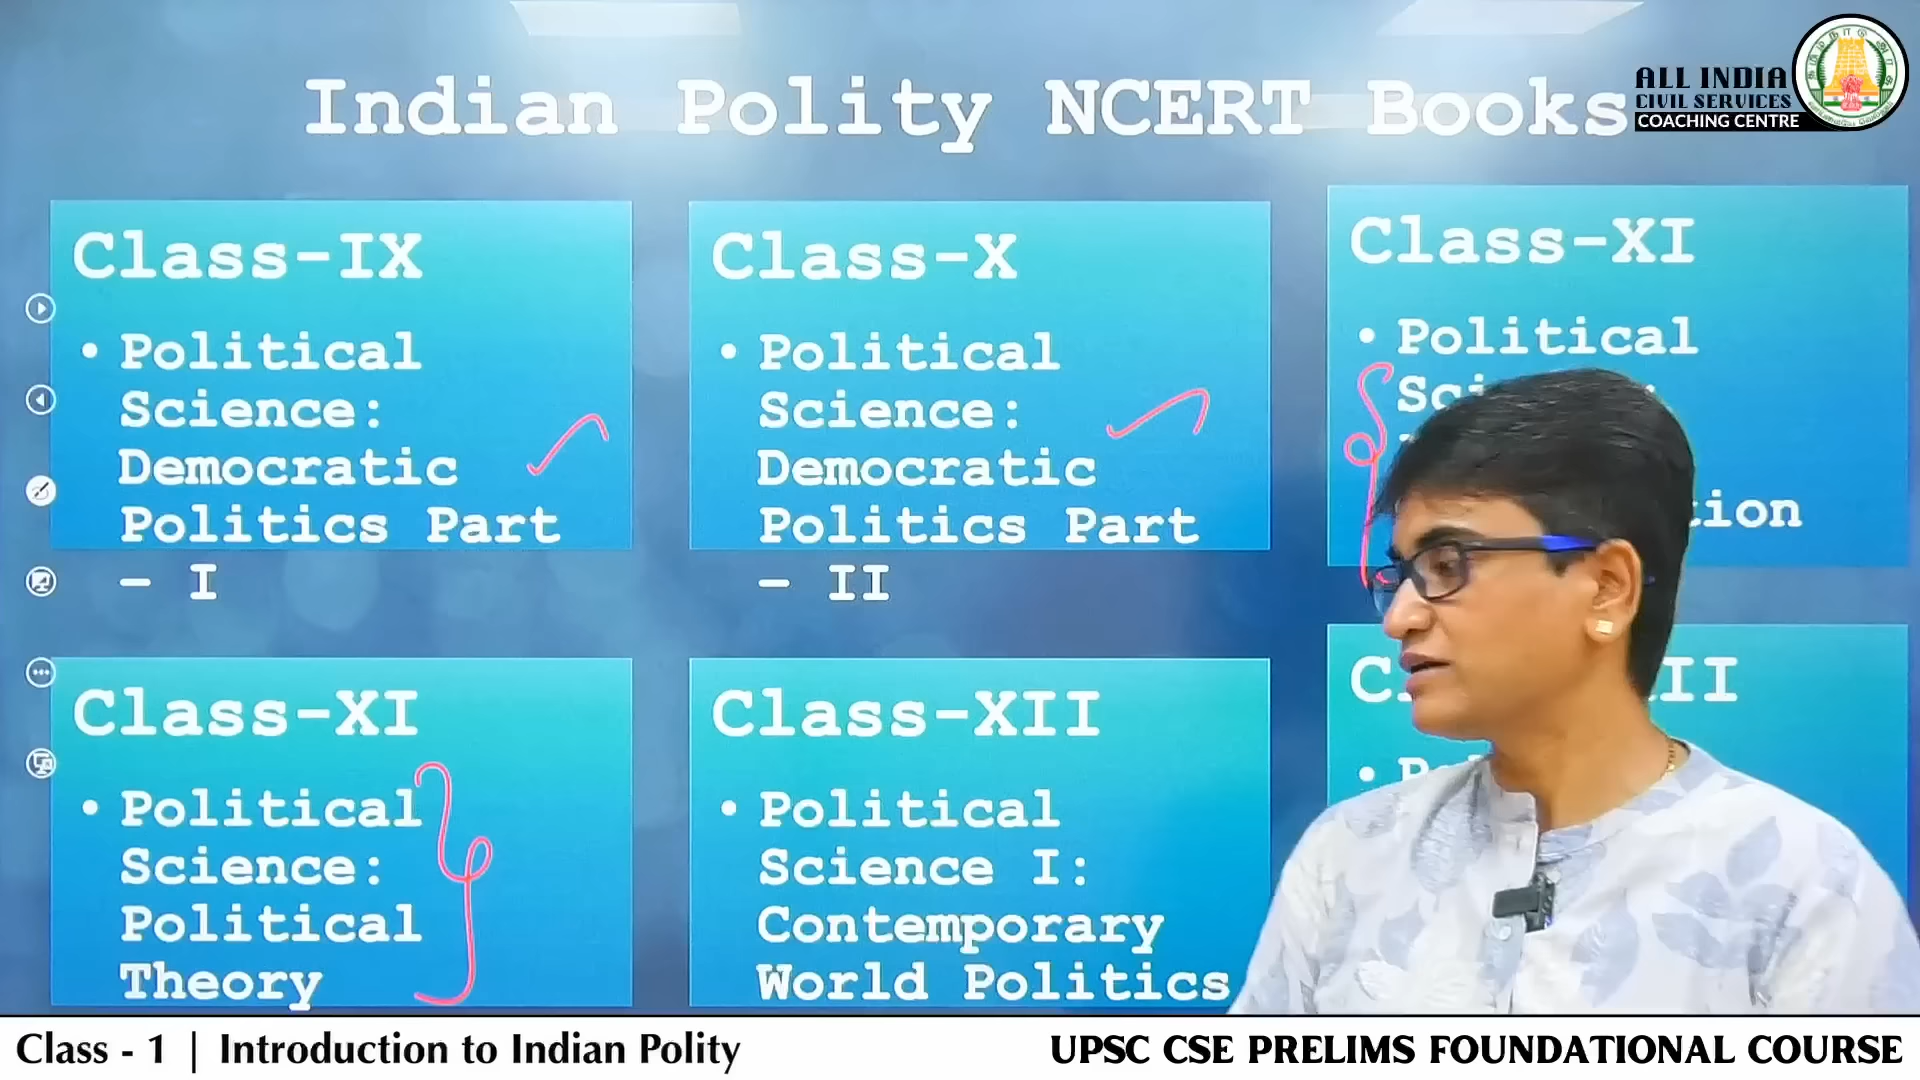 Indian Polity NCERT Books
ALL INDIA
CIVIL SERVICES
COACHING CENTRE
Class-IX
• Political
Science:
Democratic
Politics Part
– I
Class-X
• Political
Science:
Democratic
Politics Part
– II
Class-XI
• Political
Class-XI
• Political
Science:
Political
Theory
Class-XII
• Political
Science I:
Contemporary
World Politics
Class - 1 | Introduction to Indian Polity
UPSC CSE PRELIMS FOUNDATIONAL COURSE